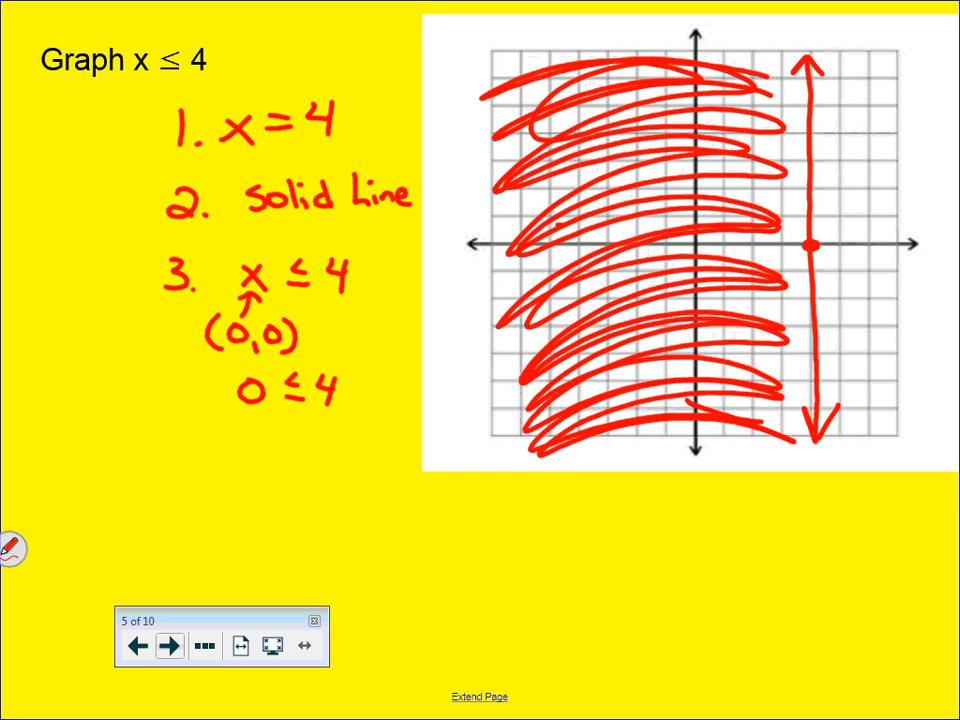 Graph x ≤ 4
1. x = 4
2. Solid Line
3. x ≤ 4
(0,0)
0 ≤ 4
5 of 10
Extend Page